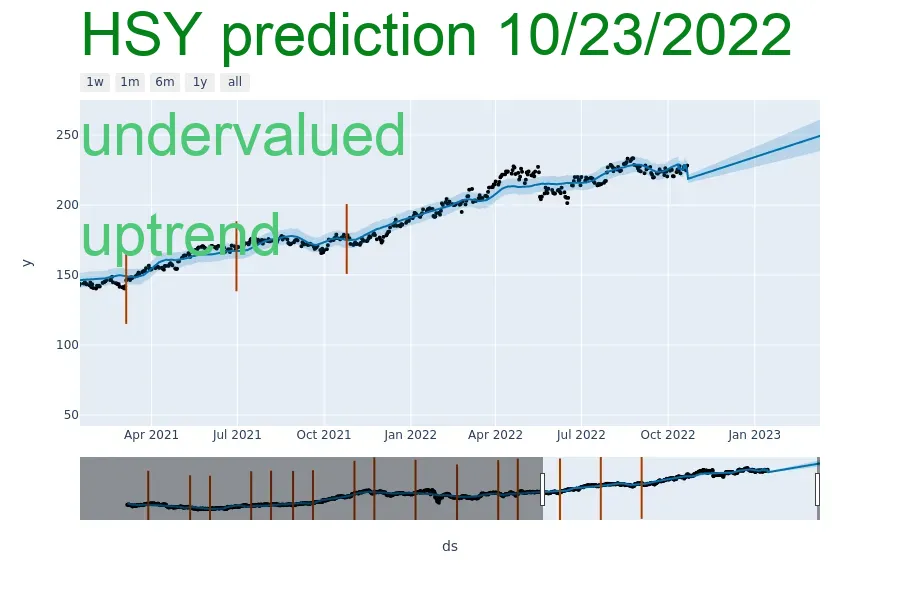 HSY prediction 10/23/2022
1w 1m 6m 1y all
undervalued
uptrend
250
200
150
100
50
y
Apr 2021 Jul 2021 Oct 2021 Jan 2022 Apr 2022 Jul 2022 Oct 2022 Jan 2023
ds